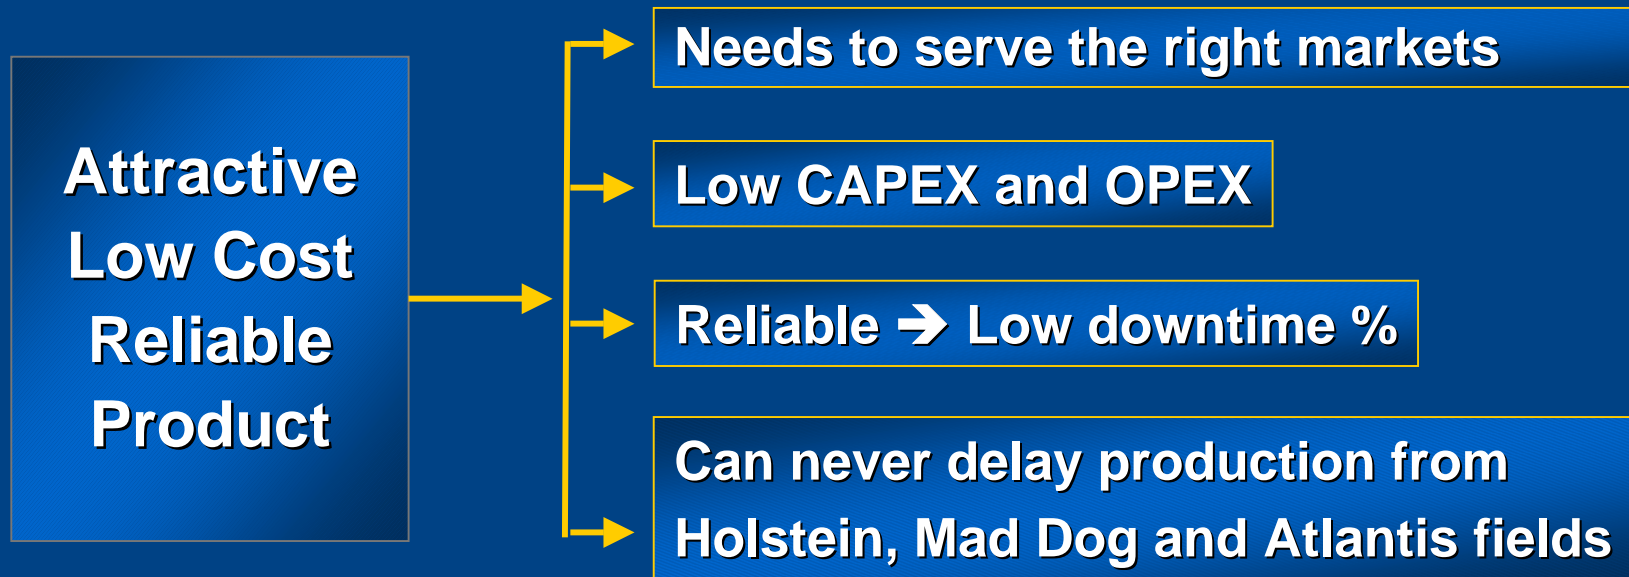 Attractive
Low Cost
Reliable
Product
Needs to serve the right markets
Low CAPEX and OPEX
Reliable ➔ Low downtime %
Can never delay production from
Holstein, Mad Dog and Atlantis fields